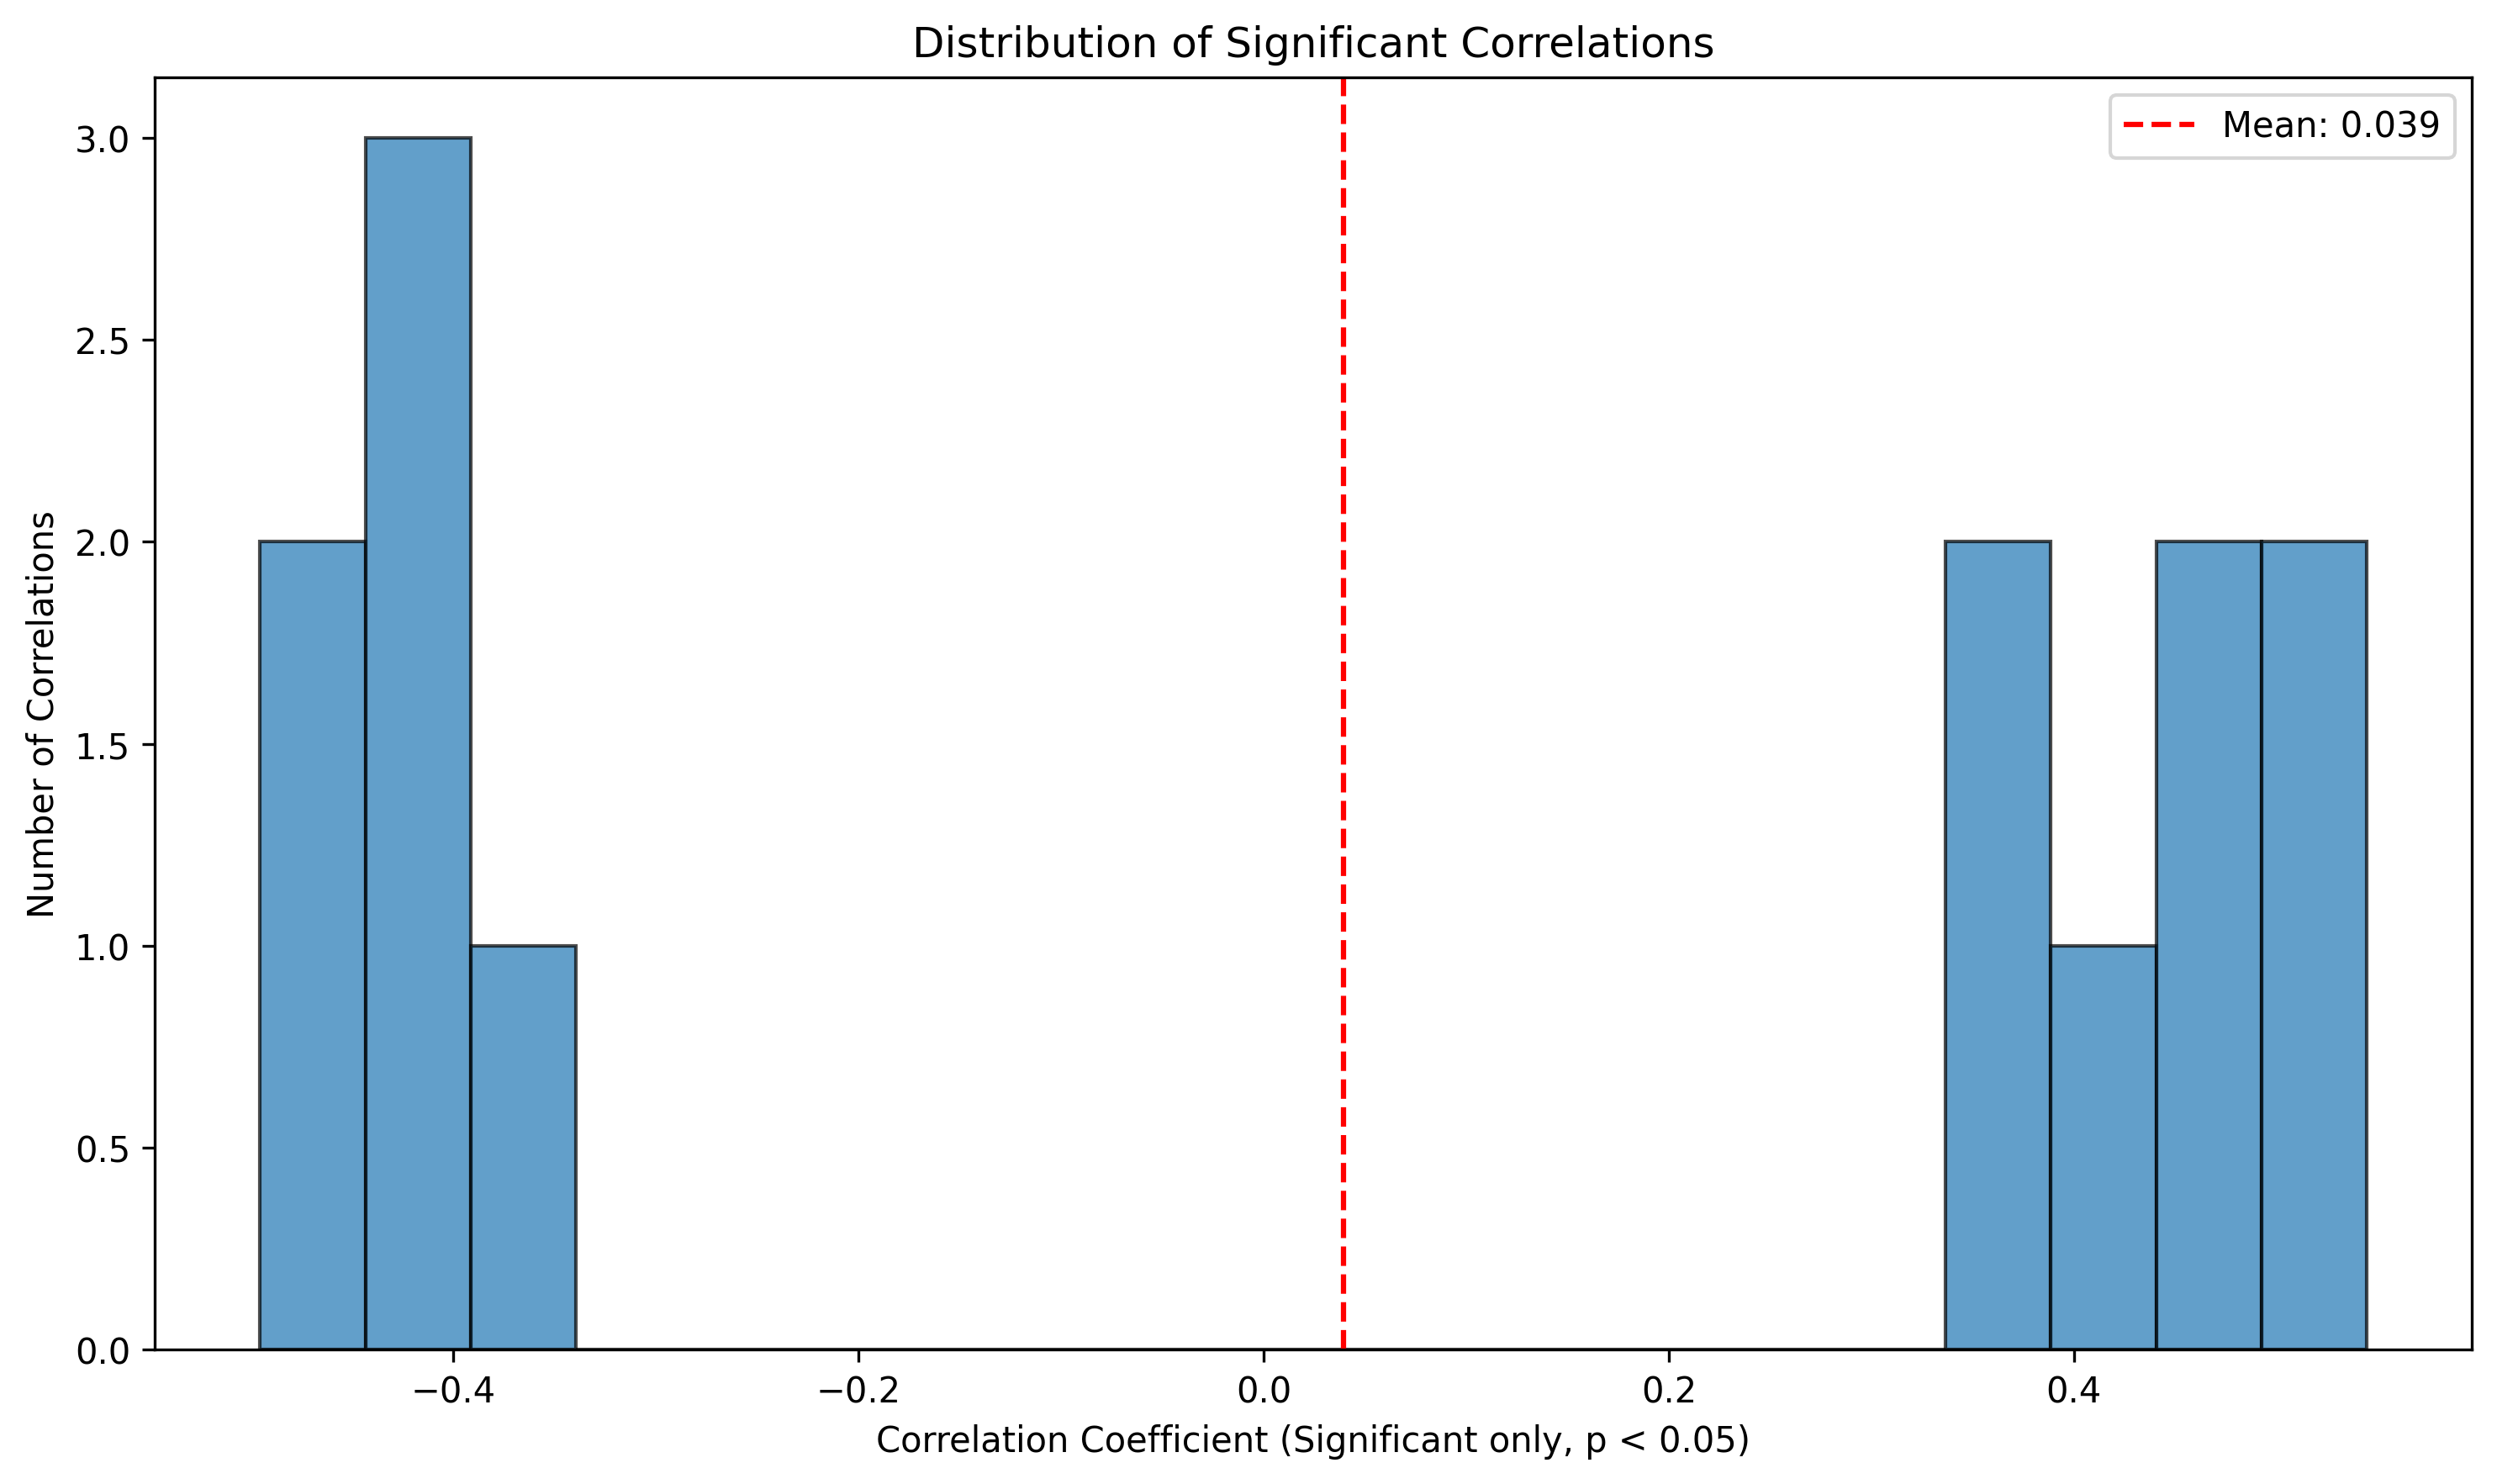 Distribution of Significant Correlations
Mean: 0.039
Number of Correlations
3.0
2.5
2.0
1.5
1.0
0.5
0.0
−0.4 −0.2 0.0 0.2 0.4
Correlation Coefficient (Significant only, p < 0.05)